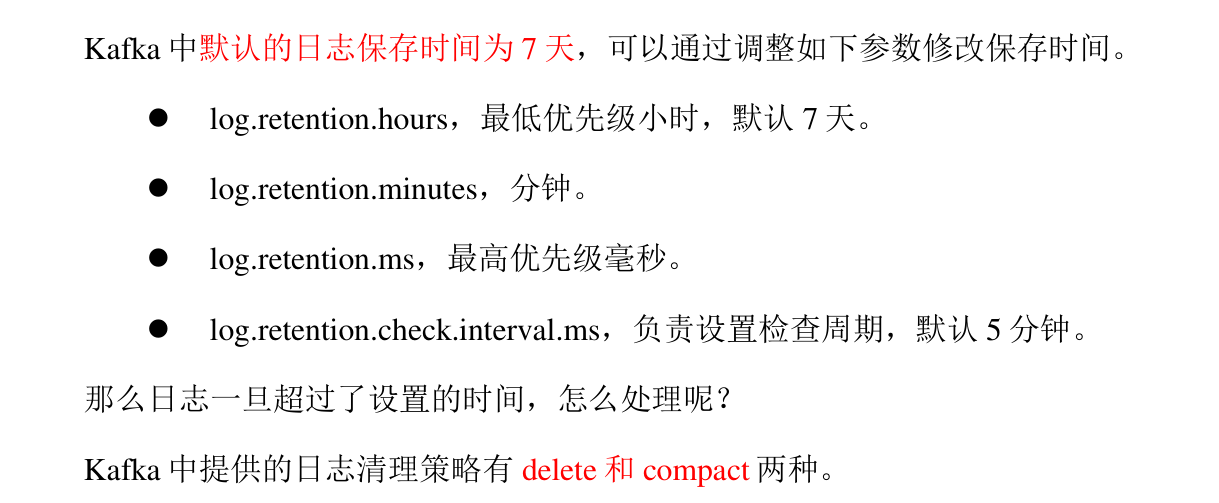 Kafka 中默认的日志保存时间为 7 天，可以通过调整如下参数修改保存时间。
● log.retention.hours，最低优先级小时，默认 7 天。
● log.retention.minutes，分钟。
● log.retention.ms，最高优先级毫秒。
● log.retention.check.interval.ms，负责设置检查周期，默认 5 分钟。
那么日志一旦超过了设置的时间，怎么处理呢？
Kafka 中提供的日志清理策略有 delete 和 compact 两种。